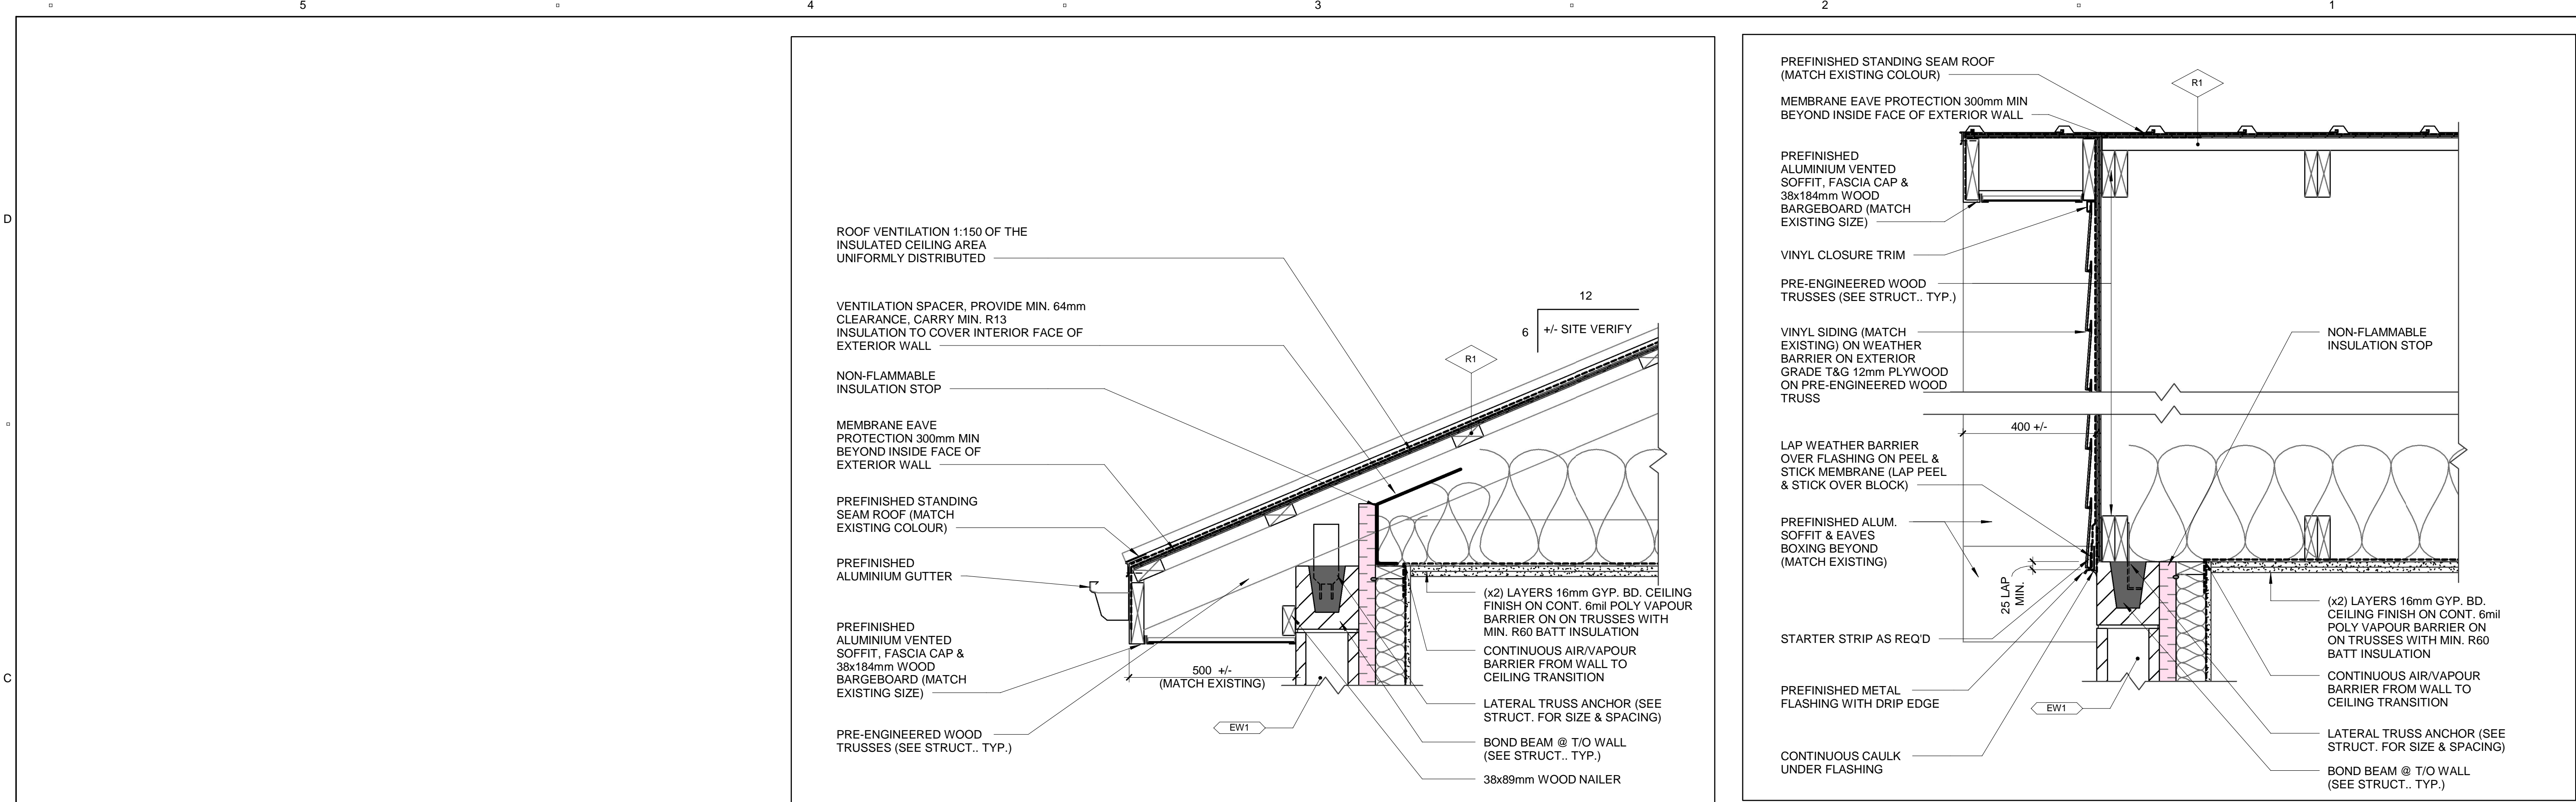 5
4
3
2
1
D
C
ROOF VENTILATION 1:150 OF THE
INSULATED CEILING AREA
UNIFORMLY DISTRIBUTED
VENTILATION SPACER, PROVIDE MIN. 64mm
CLEARANCE, CARRY MIN. R13
INSULATION TO COVER INTERIOR FACE OF
EXTERIOR WALL
NON-FLAMMABLE
INSULATION STOP
MEMBRANE EAVE
PROTECTION 300mm MIN
BEYOND INSIDE FACE OF
EXTERIOR WALL
PREFINISHED STANDING
SEAM ROOF (MATCH
EXISTING COLOUR)
PREFINISHED
ALUMINIUM GUTTER
PREFINISHED
ALUMINIUM VENTED
SOFFIT, FASCIA CAP &
38x184mm WOOD
BARGEBOARD (MATCH
EXISTING SIZE)
PRE-ENGINEERED WOOD
TRUSSES (SEE STRUCT.. TYP.)
12
6
+/- SITE VERIFY
R1
500 +/-
(MATCH EXISTING)
EW1
(x2) LAYERS 16mm GYP. BD. CEILING
FINISH ON CONT. 6mil POLY VAPOUR
BARRIER ON ON TRUSSES WITH
MIN. R60 BATT INSULATION
CONTINUOUS AIR/VAPOUR
BARRIER FROM WALL TO
CEILING TRANSITION
LATERAL TRUSS ANCHOR (SEE
STRUCT. FOR SIZE & SPACING)
BOND BEAM @ T/O WALL
(SEE STRUCT.. TYP.)
38x89mm WOOD NAILER
PREFINISHED STANDING SEAM ROOF
(MATCH EXISTING COLOUR)
MEMBRANE EAVE PROTECTION 300mm MIN
BEYOND INSIDE FACE OF EXTERIOR WALL
PREFINISHED
ALUMINIUM VENTED
SOFFIT, FASCIA CAP &
38x184mm WOOD
BARGEBOARD (MATCH
EXISTING SIZE)
VINYL CLOSURE TRIM
PRE-ENGINEERED WOOD
TRUSSES (SEE STRUCT.. TYP.)
VINYL SIDING (MATCH
EXISTING) ON WEATHER
BARRIER ON EXTERIOR
GRADE T&G 12mm PLYWOOD
ON PRE-ENGINEERED WOOD
TRUSS
LAP WEATHER BARRIER
OVER FLASHING ON PEEL &
STICK MEMBRANE (LAP PEEL
& STICK OVER BLOCK)
PREFINISHED ALUM.
SOFFIT & EAVES
BOXING BEYOND
(MATCH EXISTING)
STARTER STRIP AS REQ'D
PREFINISHED METAL
FLASHING WITH DRIP EDGE
CONTINUOUS CAULK
UNDER FLASHING
R1
400 +/-
25 LAP
MIN.
EW1
NON-FLAMMABLE
INSULATION STOP
(x2) LAYERS 16mm GYP. BD.
CEILING FINISH ON CONT. 6mil
POLY VAPOUR BARRIER ON
ON TRUSSES WITH MIN. R60
BATT INSULATION
CONTINUOUS AIR/VAPOUR
BARRIER FROM WALL TO
CEILING TRANSITION
LATERAL TRUSS ANCHOR (SEE
STRUCT. FOR SIZE & SPACING)
BOND BEAM @ T/O WALL
(SEE STRUCT.. TYP.)